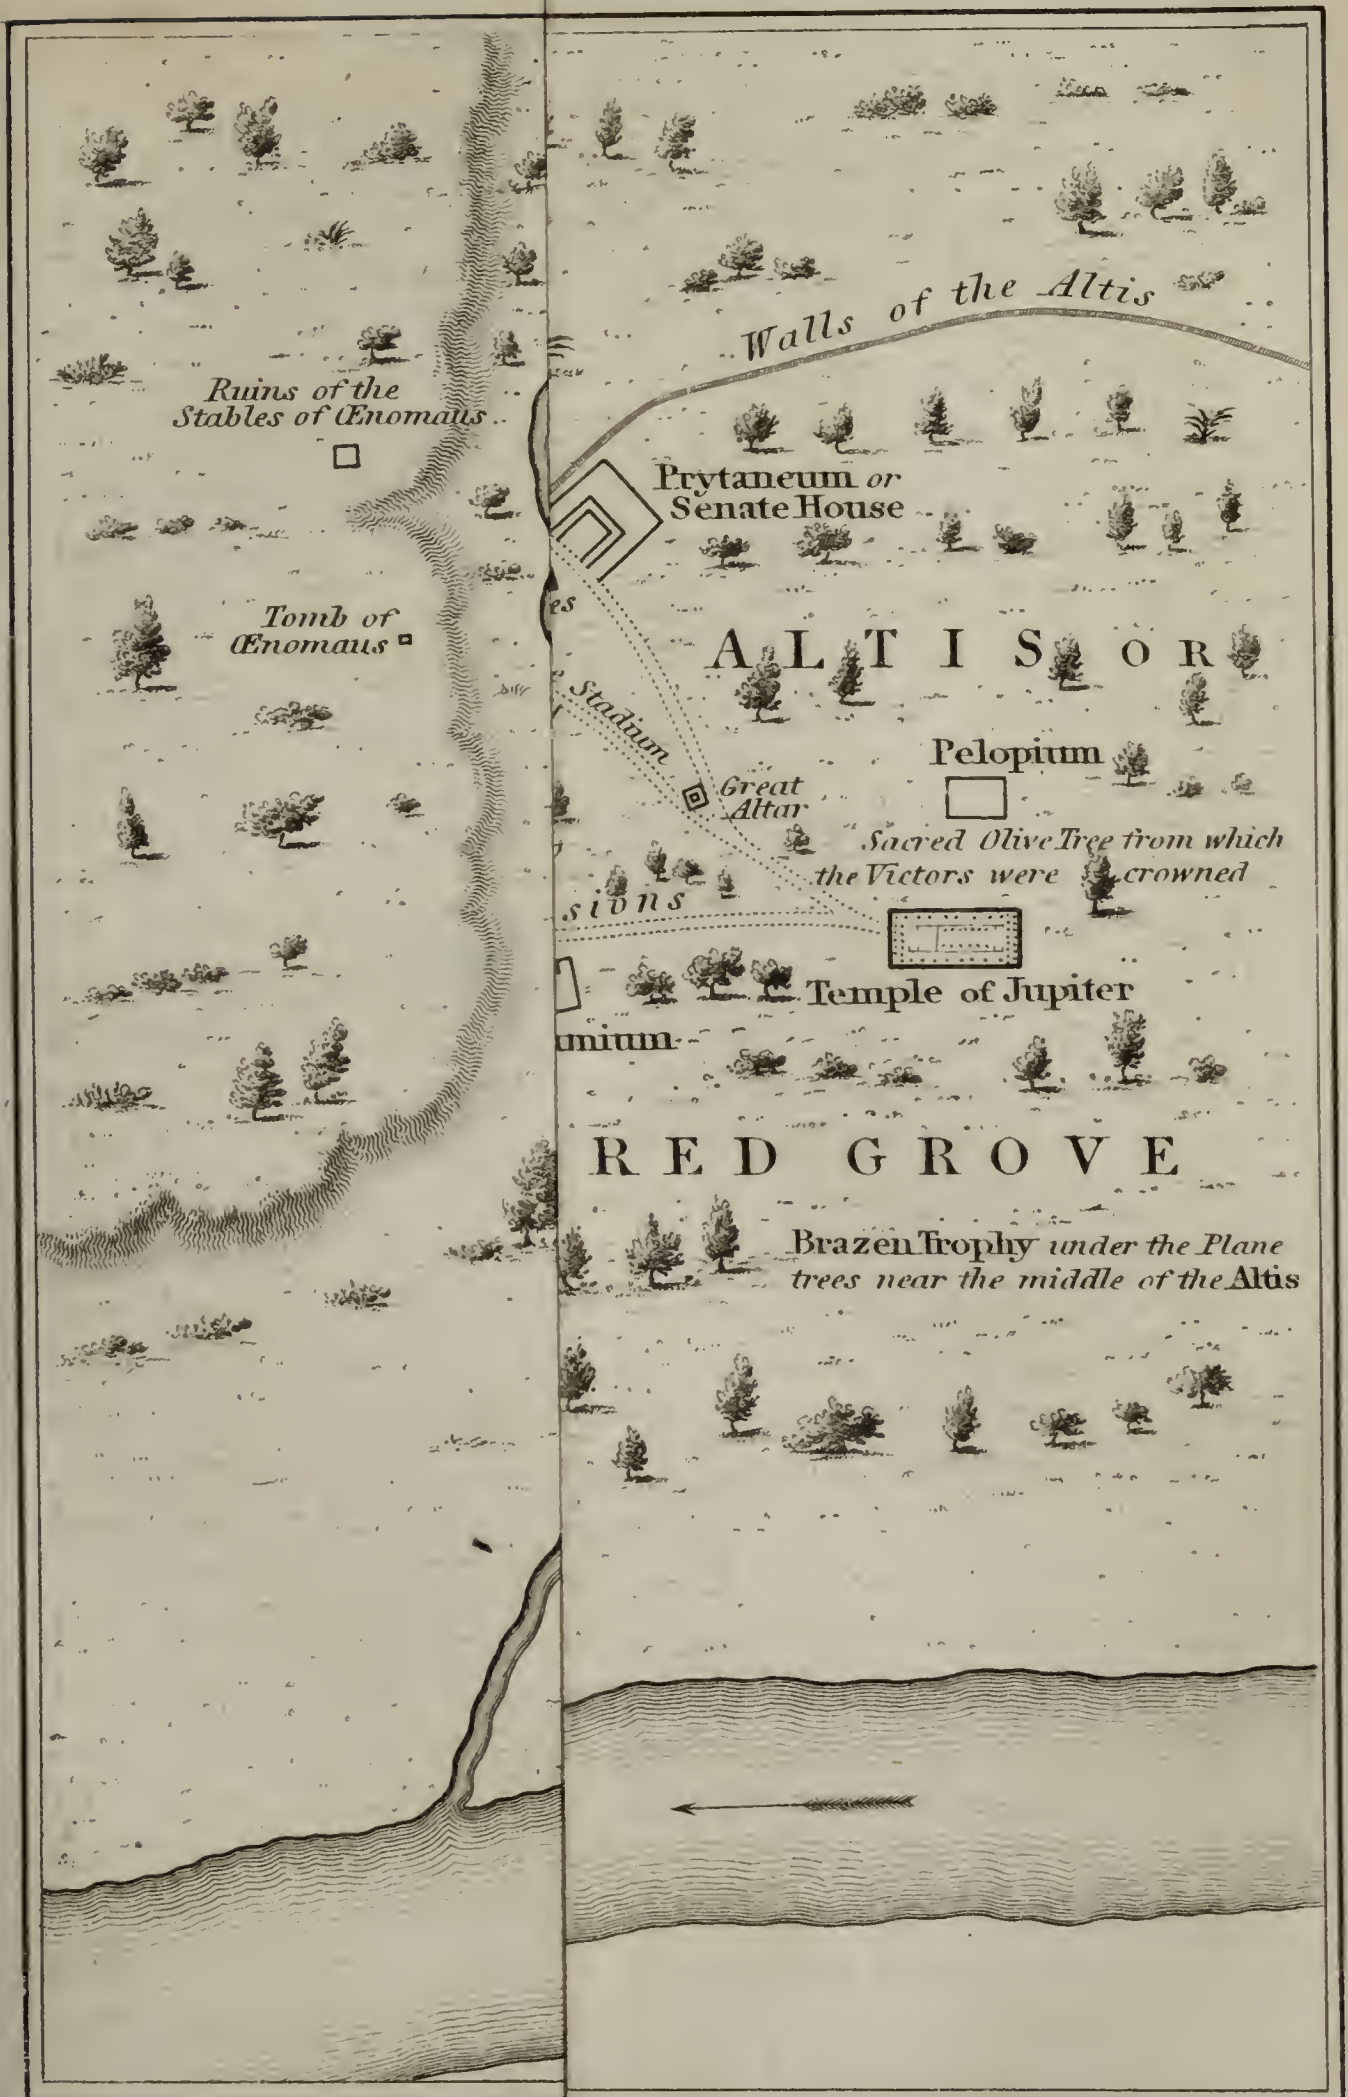 Walls of the Altis
Ruins of the
Stables of Œnomaus
Prytaneum or
Senate House
es
Tomb of
Œnomaus
ALTIS OR
Stadium
Pelopium
Great
Altar
Sacred Olive Tree from which
the Victors were crowned
sions
Temple of Jupiter
mium
RED GROVE
Brazen Trophy under the Plane
trees near the middle of the Altis